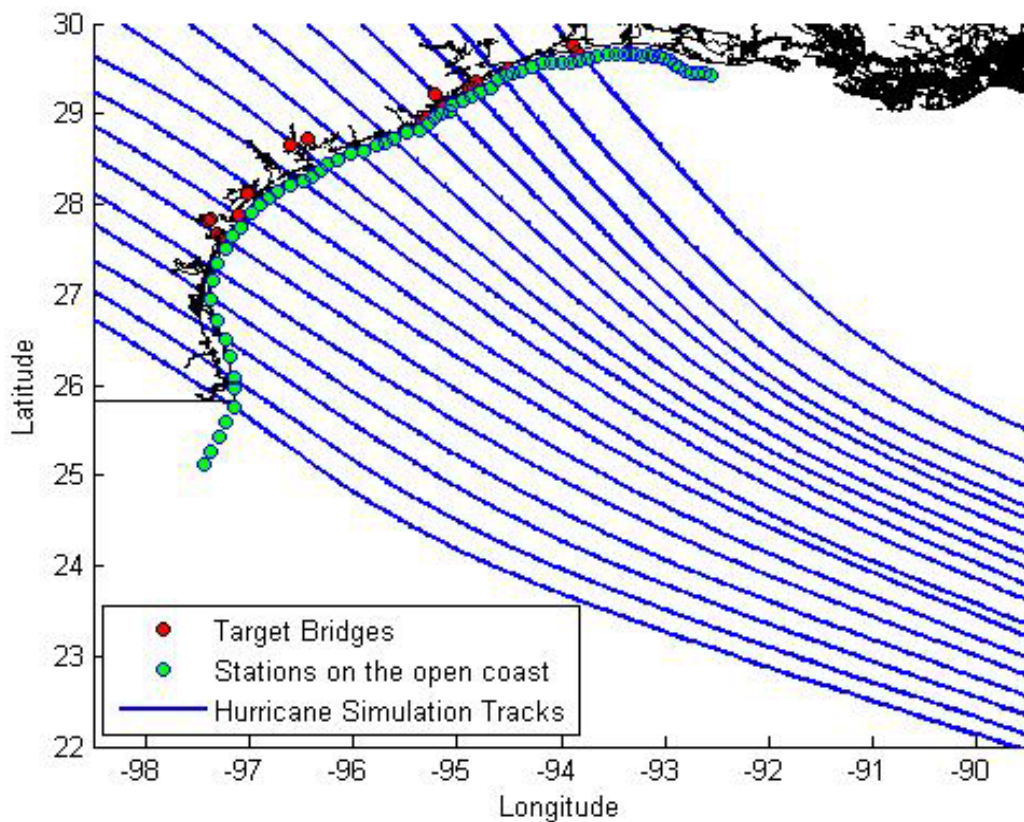 30
29
28
27
26
25
24
23
22
Latitude
Target Bridges
Stations on the open coast
Hurricane Simulation Tracks
-98 -97 -96 -95 -94 -93 -92 -91 -90
Longitude